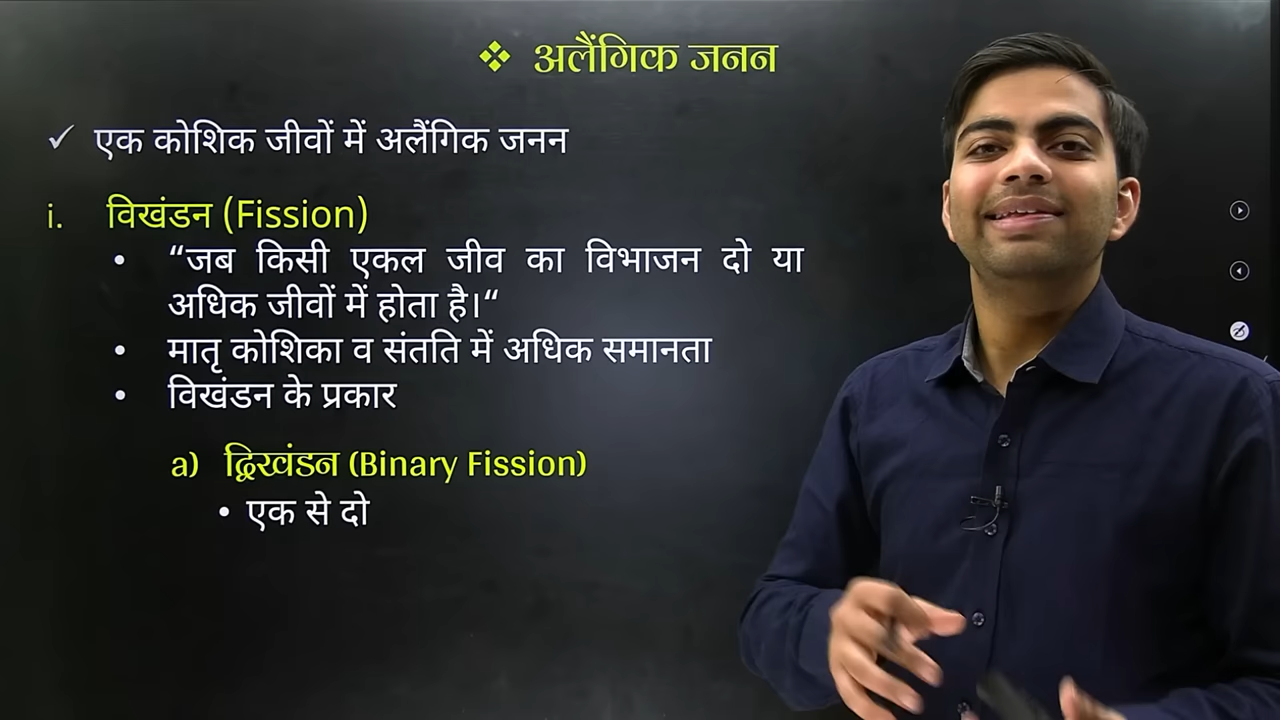 ❖ अलैंगिक जनन
✓ एक कोशिक जीवों में अलैंगिक जनन
i. विखंडन (Fission)
• “जब किसी एकल जीव का विभाजन दो या
अधिक जीवों में होता है।“
• मातृ कोशिका व संतति में अधिक समानता
• विखंडन के प्रकार
a) द्विखंडन (Binary Fission)
• एक से दो